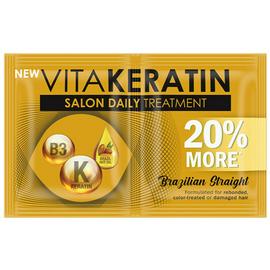 NEW
VITAKERATIN
SALON DAILY TREATMENT
B3
K
KERATIN
20%
MORE*
Brazilian Straight
Formulated for rebonded,
color-treated or damaged hair